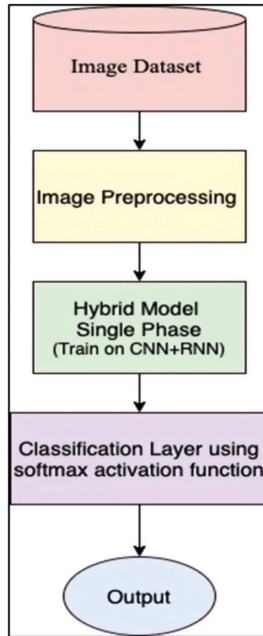 Image Dataset
Image Preprocessing
Hybrid Model
Single Phase
(Train on CNN+RNN)
Classification Layer using
softmax activation function
Output